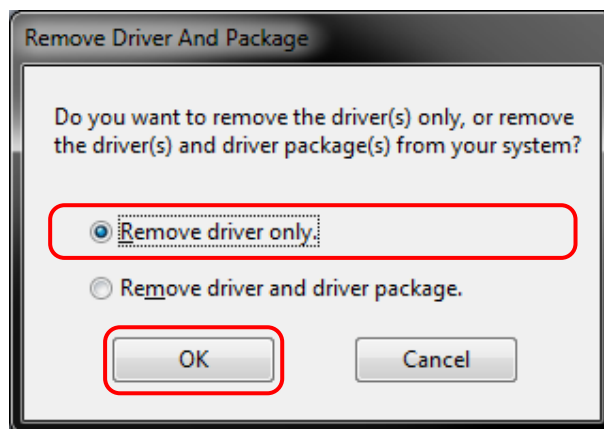 Remove Driver And Package
Do you want to remove the driver(s) only, or remove
the driver(s) and driver package(s) from your system?
Remove driver only.
Remove driver and driver package.
OK Cancel